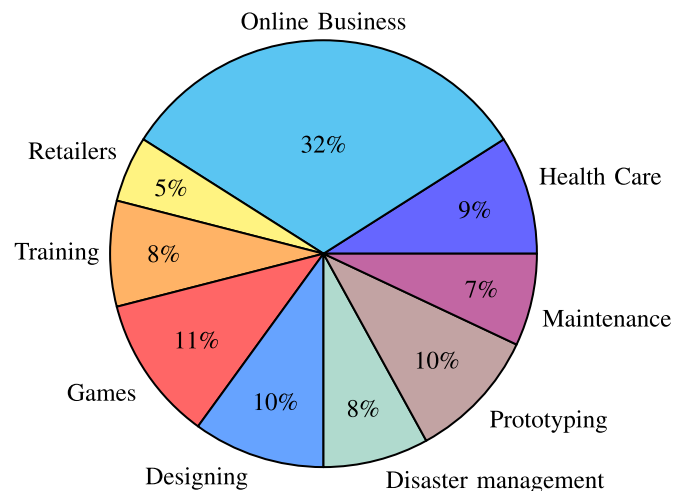 Online Business
32%
Retailers
5%
Health Care
9%
Training
8%
7%
Maintenance
11%
Games
10%
Prototyping
10%
Designing
8%
Disaster management